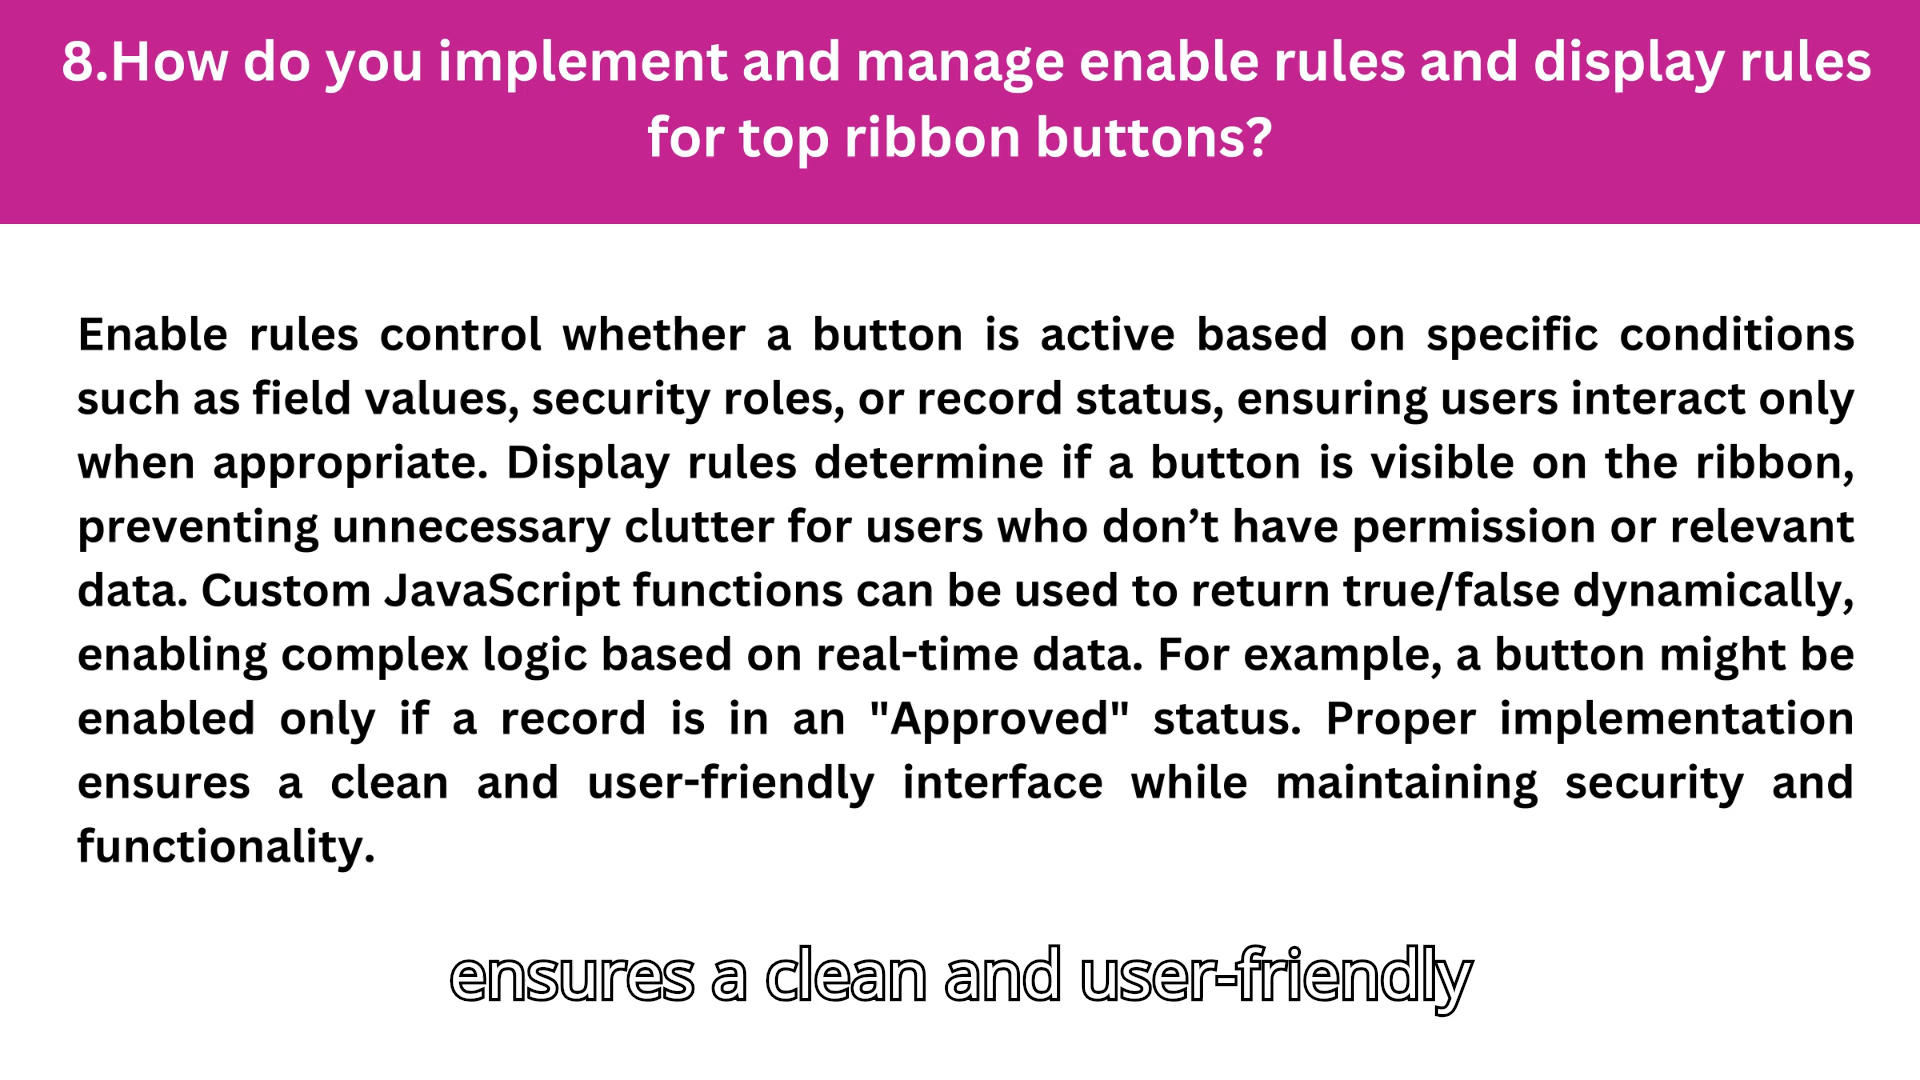 8.How do you implement and manage enable rules and display rules
for top ribbon buttons?
Enable rules control whether a button is active based on specific conditions
such as field values, security roles, or record status, ensuring users interact only
when appropriate. Display rules determine if a button is visible on the ribbon,
preventing unnecessary clutter for users who don’t have permission or relevant
data. Custom JavaScript functions can be used to return true/false dynamically,
enabling complex logic based on real-time data. For example, a button might be
enabled only if a record is in an "Approved" status. Proper implementation
ensures a clean and user-friendly interface while maintaining security and
functionality.
ensures a clean and user-friendly